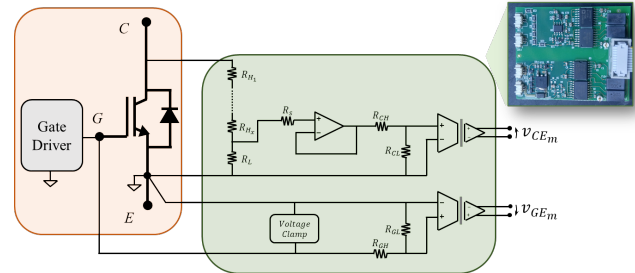 C
R_{H_1}
G
Gate
Driver
R_{H_x}
R_S
R_{CH}
R_L
R_{CL}
v_{CE_m}
E
Voltage
Clamp
R_{GL}
R_{GH}
v_{GE_m}